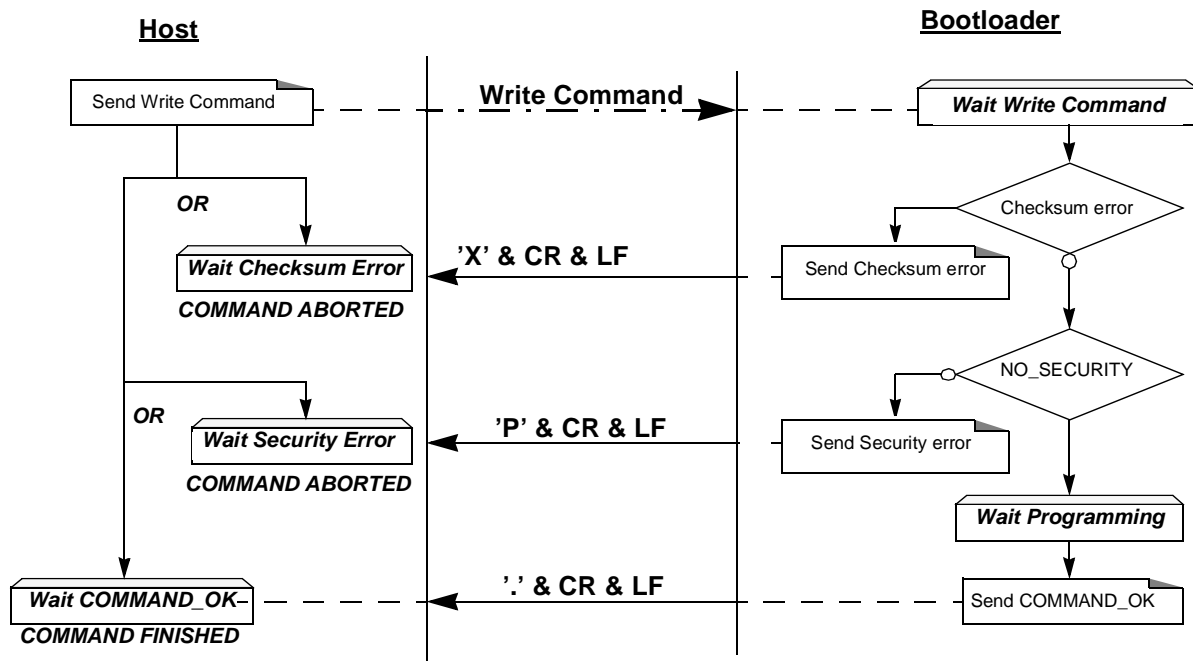 Host
Bootloader
Send Write Command
Write Command
Wait Write Command
OR
Checksum error
Wait Checksum Error
’X’ & CR & LF
Send Checksum error
COMMAND ABORTED
NO_SECURITY
OR
Wait Security Error
’P’ & CR & LF
Send Security error
COMMAND ABORTED
Wait Programming
Wait COMMAND_OK
’.’ & CR & LF
Send COMMAND_OK
COMMAND FINISHED